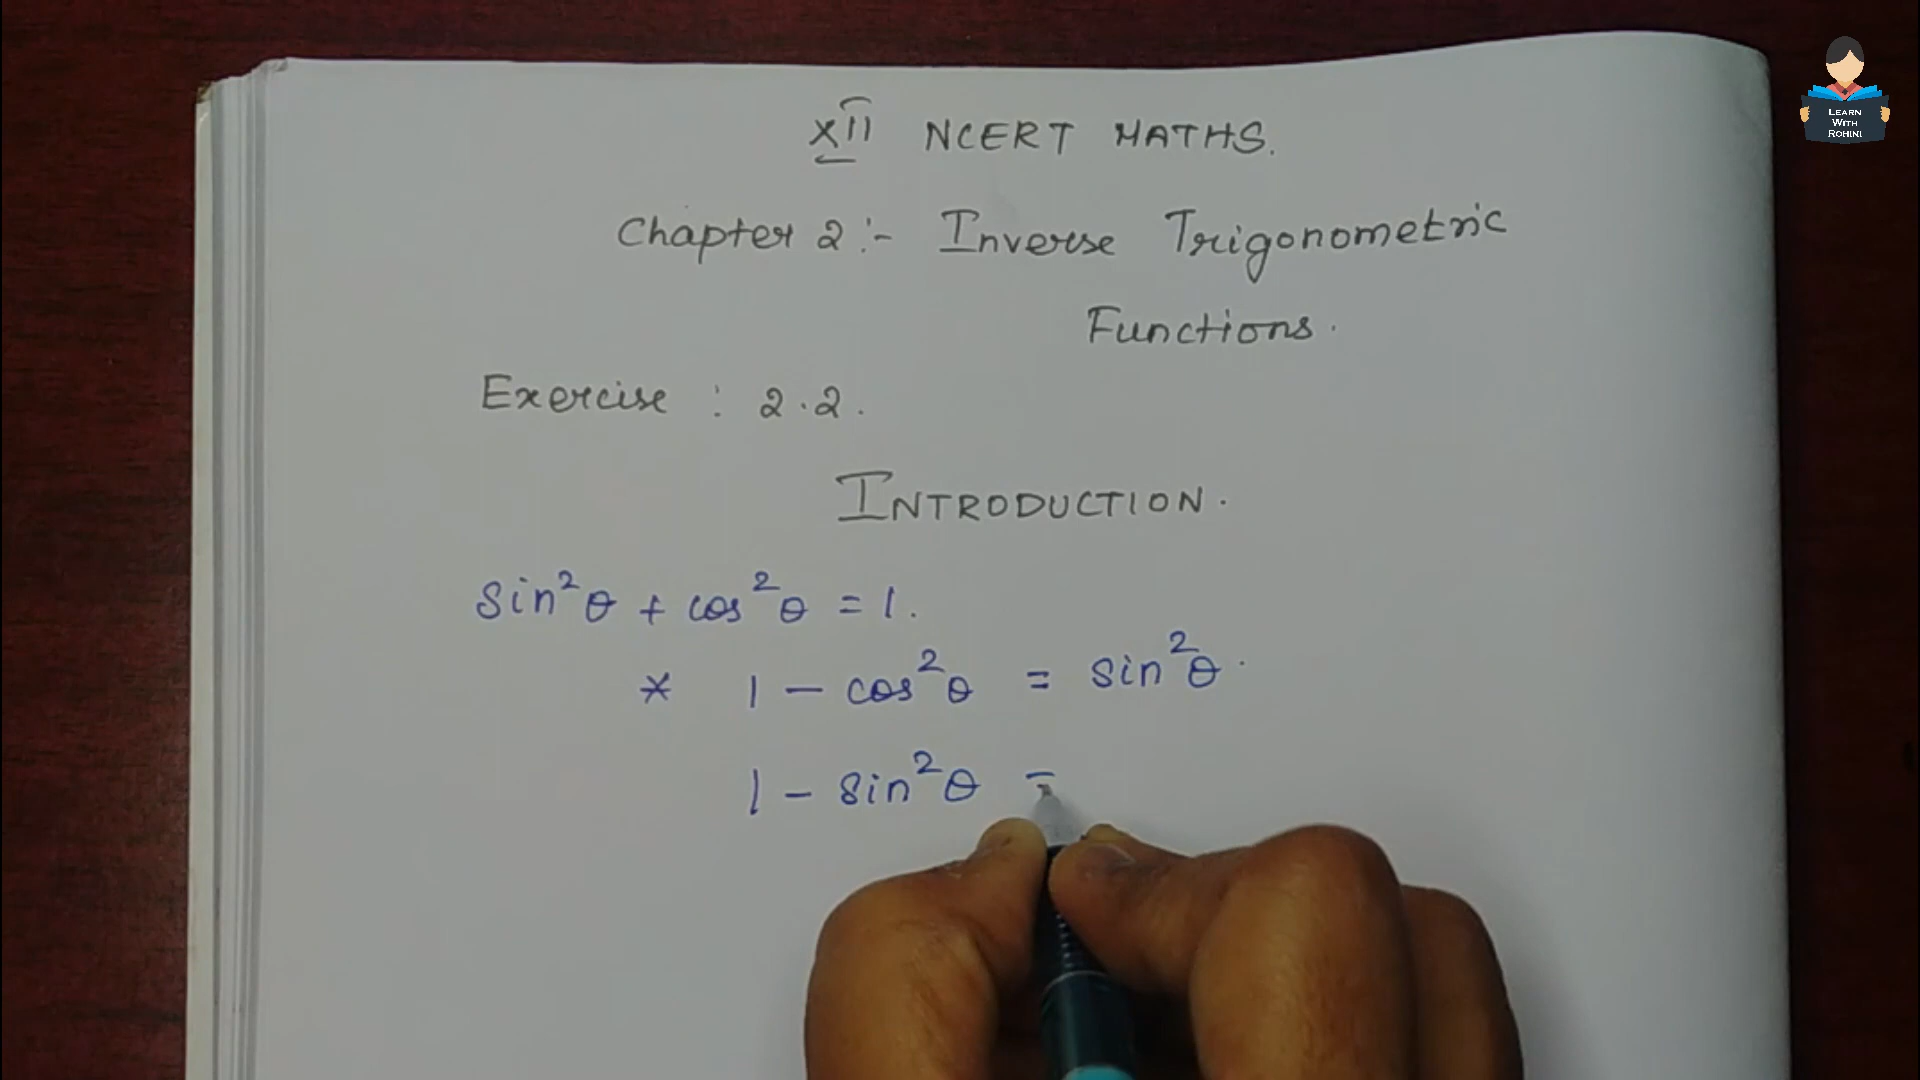 XII NCERT MATHS.
Chapter 2 :- Inverse Trigonometric
Functions.
Exercise : 2.2.
INTRODUCTION.
sin²θ + cos²θ = 1.
* 1 - cos²θ = sin²θ.
1 - sin²θ =
LEARN
WITH
ROHINI